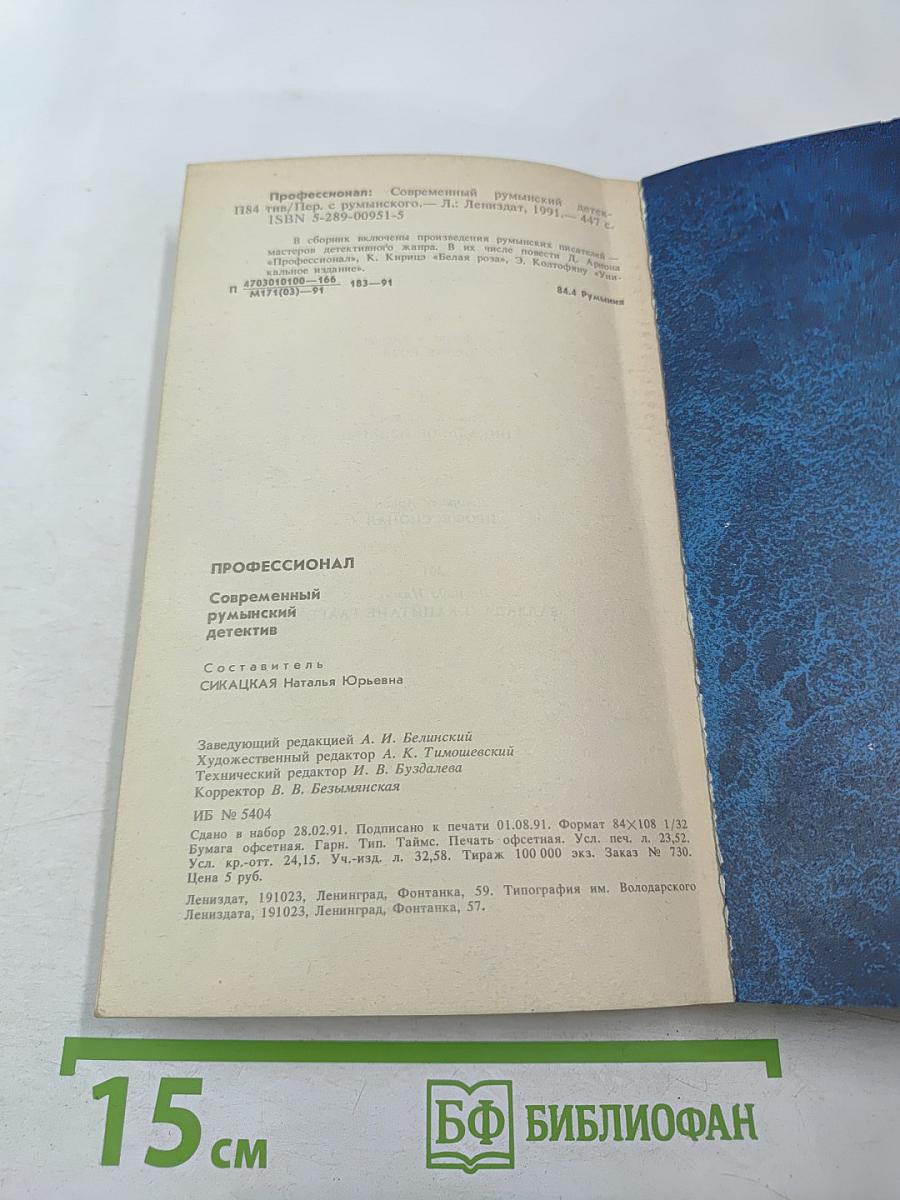 Профессионал: Современный румынский детек-
П84 тив/Пер. с румынского.— Л.: Лениздат, 1991.— 447 с.
ISBN 5-289-00951-5
В сборник включены произведения румынских писателей —
мастеров детективного жанра. В их числе повести Д. Ариона
«Профессионал», К. Кирицэ «Белая роза», Э. Колтофяну «Уни-
кальное издание».
П 4703010100—166 183—91
М171(03)—91
84.4 Румыния
ПРОФЕССИОНАЛ
Современный
румынский
детектив
Составитель
СИКАЦКАЯ Наталья Юрьевна
Заведующий редакцией А. И. Белинский
Художественный редактор А. К. Тимошевский
Технический редактор И. В. Буздалева
Корректор В. В. Безымянская
ИБ № 5404
Сдано в набор 28.02.91. Подписано к печати 01.08.91. Формат 84×108 1/32
Бумага офсетная. Гарн. Тип. Таймс. Печать офсетная. Усл. печ. л. 23,52.
Усл. кр.-отт. 24,15. Уч.-изд. л. 32,58. Тираж 100 000 экз. Заказ № 730.
Цена 5 руб.
Лениздат, 191023, Ленинград, Фонтанка, 59. Типография им. Володарского
Лениздата, 191023, Ленинград, Фонтанка, 57.
15 см
БФ БИБЛИОФАН